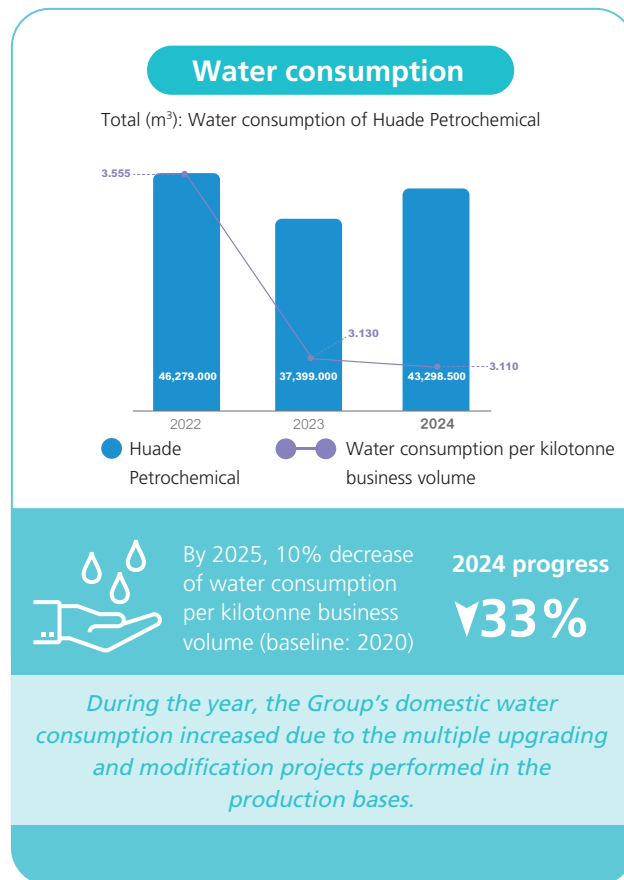 Water consumption
Total (m³): Water consumption of Huade Petrochemical
3.555
3.130
3.110
46,279.000
37,399.000
43,298.500
2022
2023
2024
Huade
Petrochemical
Water consumption per kilotonne
business volume
By 2025, 10% decrease
of water consumption
per kilotonne business
volume (baseline: 2020)
2024 progress
33%
During the year, the Group's domestic water
consumption increased due to the multiple upgrading
and modification projects performed in the
production bases.